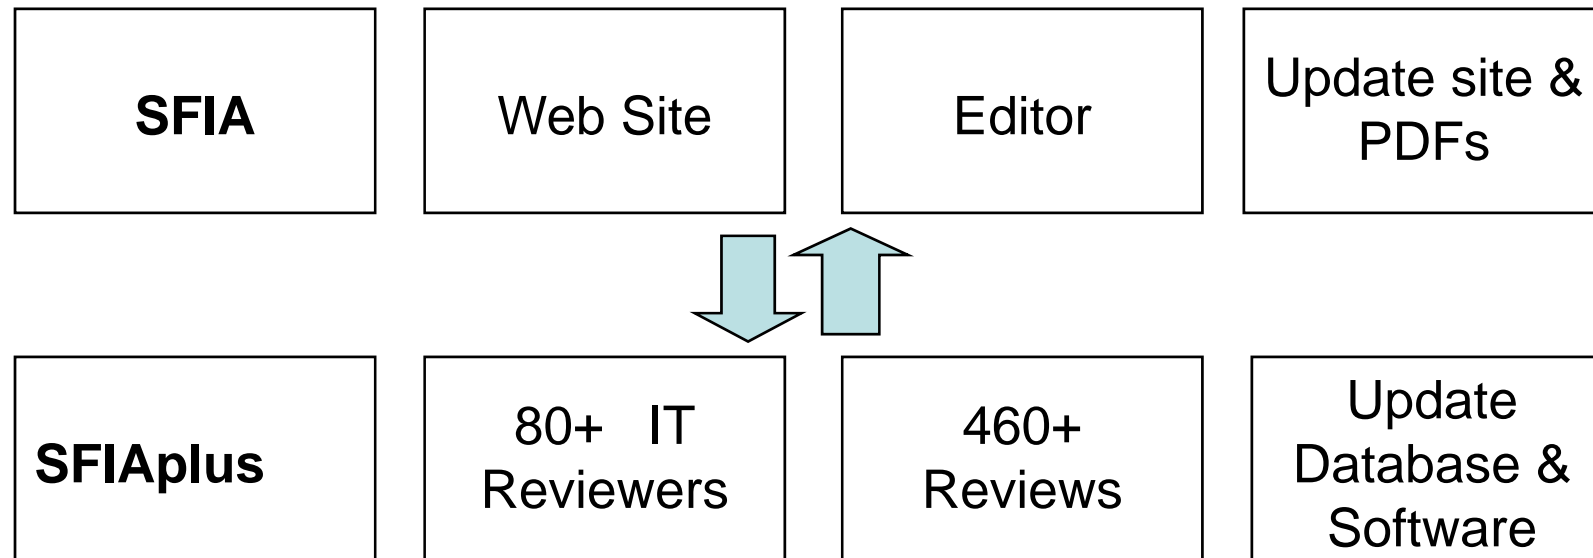 SFIA
Web Site
Editor
Update site &
PDFs
SFIAplus
80+ IT
Reviewers
460+
Reviews
Update
Database &
Software